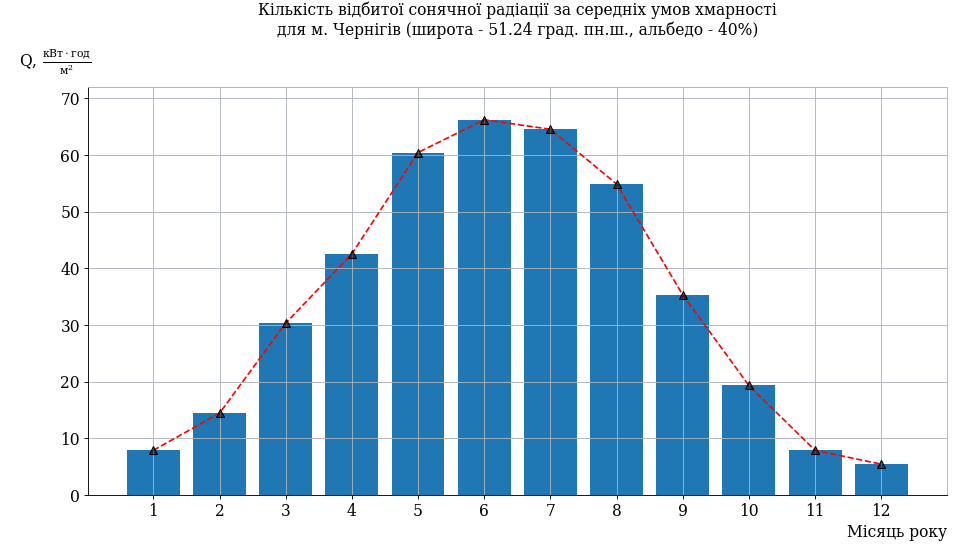 Кількість відбитої сонячної радіації за середніх умов хмарності
для м. Чернігів (широта - 51.24 град. пн.ш., альбедо - 40%)
Q, кВт · год / м²
70
60
50
40
30
20
10
0
1 2 3 4 5 6 7 8 9 10 11 12
Місяць року